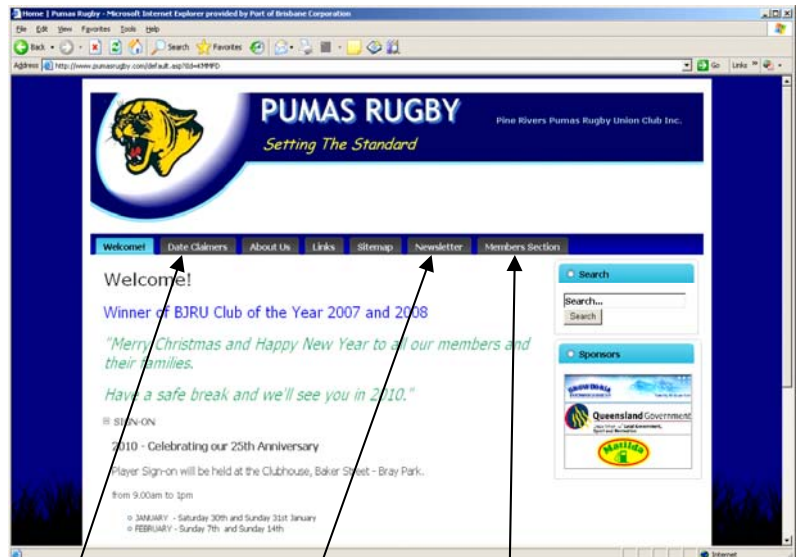 Home | Pumas Rugby - Microsoft Internet Explorer provided by Port of Brisbane Corporation
File Edit View Favorites Tools Help
Back Search Favorites
Address http://www.pumasrugby.com/default.asp?Id= Go Links
PUMAS RUGBY
Pine Rivers Pumas Rugby Union Club Inc.
Setting The Standard
Welcome! Date Claimers About Us Links Sitemap Newsletter Members Section
Welcome!
Search
Search...
Search
Winner of BJRU Club of the Year 2007 and 2008
"Merry Christmas and Happy New Year to all our members and
their families.
Have a safe break and we'll see you in 2010."
Sponsors
Queensland Government
Matilda
SIGN-ON
2010 - Celebrating our 25th Anniversary
Player Sign-on will be held at the Clubhouse, Baker Street - Bray Park.
from 9.00am to 1pm
JANUARY - Saturday 30th and Sunday 31st January
FEBRUARY - Sunday 7th and Sunday 14th
Internet